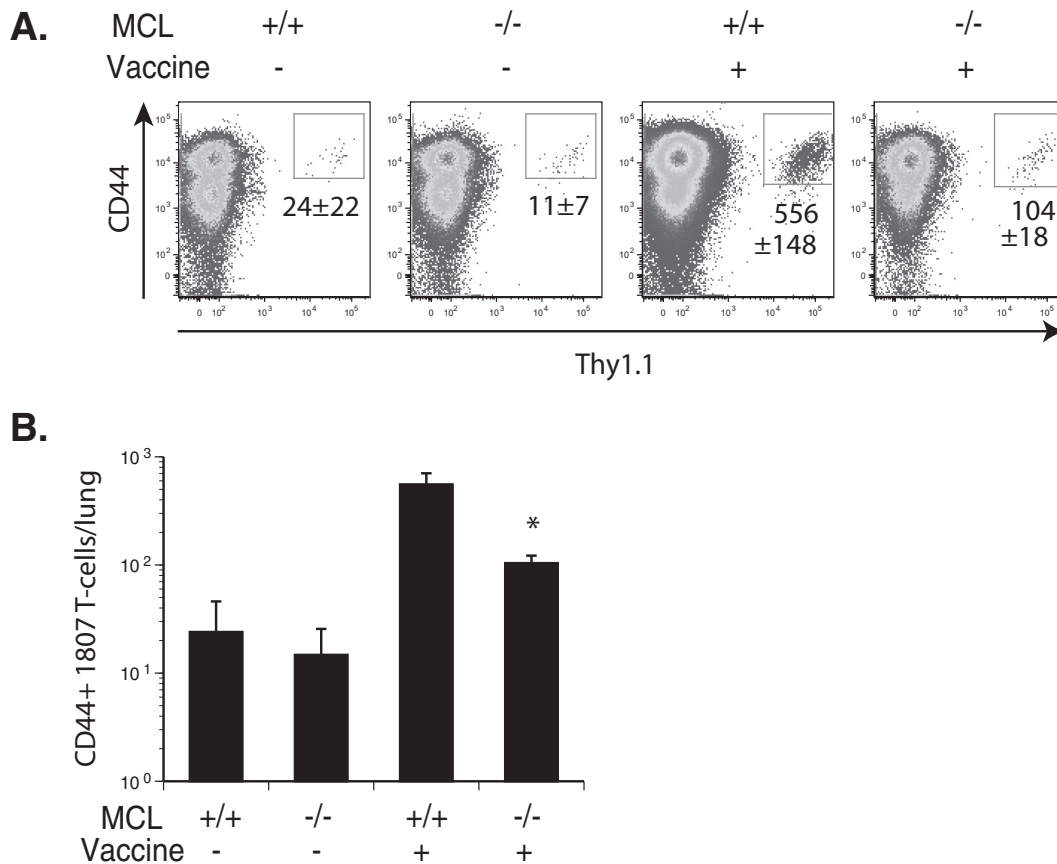 A.
MCL +/+ -/- +/+ -/-
Vaccine - - + +
CD44
10⁵
10⁴
10³
10²
0
0 10² 10³ 10⁴ 10⁵
24±22
10⁵
10⁴
10³
10²
0
0 10² 10³ 10⁴ 10⁵
11±7
10⁵
10⁴
10³
10²
0
0 10² 10³ 10⁴ 10⁵
556
±148
10⁵
10⁴
10³
10²
0
0 10² 10³ 10⁴ 10⁵
104
±18
Thy1.1
B.
CD44+ 1807 T-cells/lung
10³
10²
10¹
10⁰
*
MCL +/+ -/- +/+ -/-
Vaccine - - + +